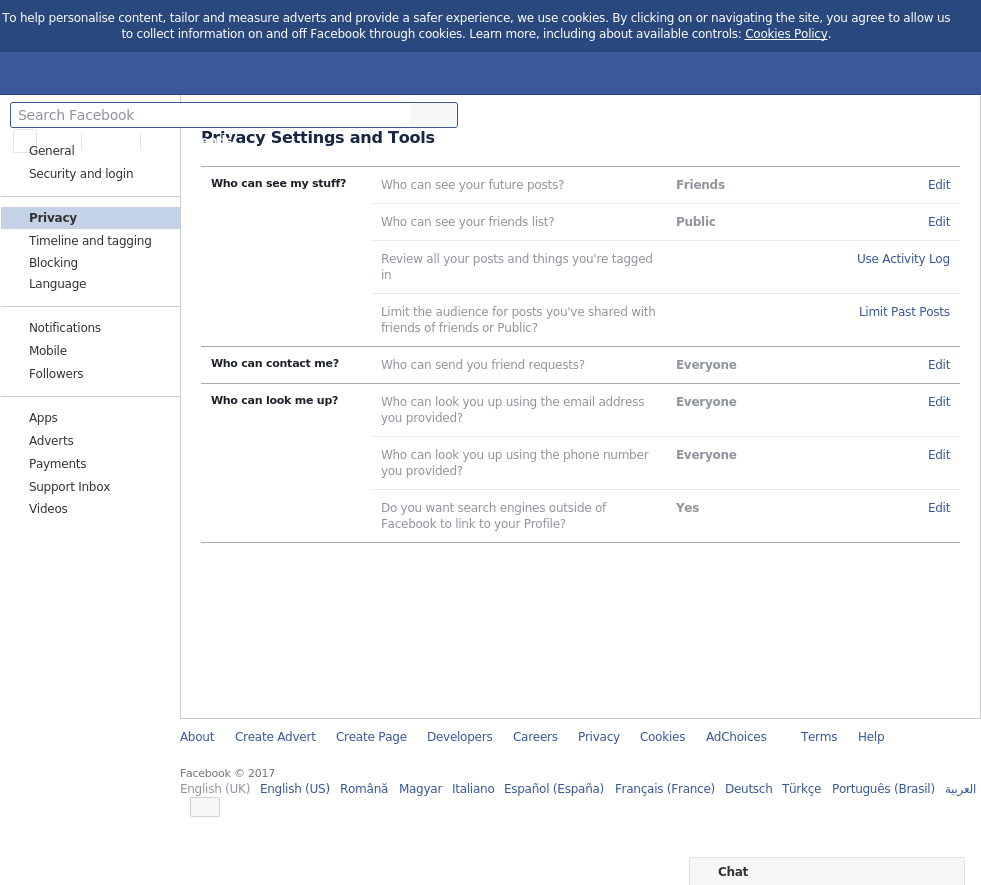 To help personalise content, tailor and measure adverts and provide a safer experience, we use cookies. By clicking on or navigating the site, you agree to allow us
to collect information on and off Facebook through cookies. Learn more, including about available controls: Cookies Policy.
Search Facebook
Privacy Settings and Tools
General
Security and login
Privacy
Timeline and tagging
Blocking
Language
Notifications
Mobile
Followers
Apps
Adverts
Payments
Support Inbox
Videos
Who can see my stuff? Who can see your future posts? Friends Edit
Who can see your friends list? Public Edit
Review all your posts and things you're tagged Use Activity Log
in
Limit the audience for posts you've shared with Limit Past Posts
friends of friends or Public?
Who can contact me? Who can send you friend requests? Everyone Edit
Who can look me up? Who can look you up using the email address Everyone Edit
you provided?
Who can look you up using the phone number Everyone Edit
you provided?
Do you want search engines outside of Yes Edit
Facebook to link to your Profile?
About Create Advert Create Page Developers Careers Privacy Cookies AdChoices Terms Help
Facebook © 2017
English (UK) English (US) Română Magyar Italiano Español (España) Français (France) Deutsch Türkçe Português (Brasil) العربية
Chat